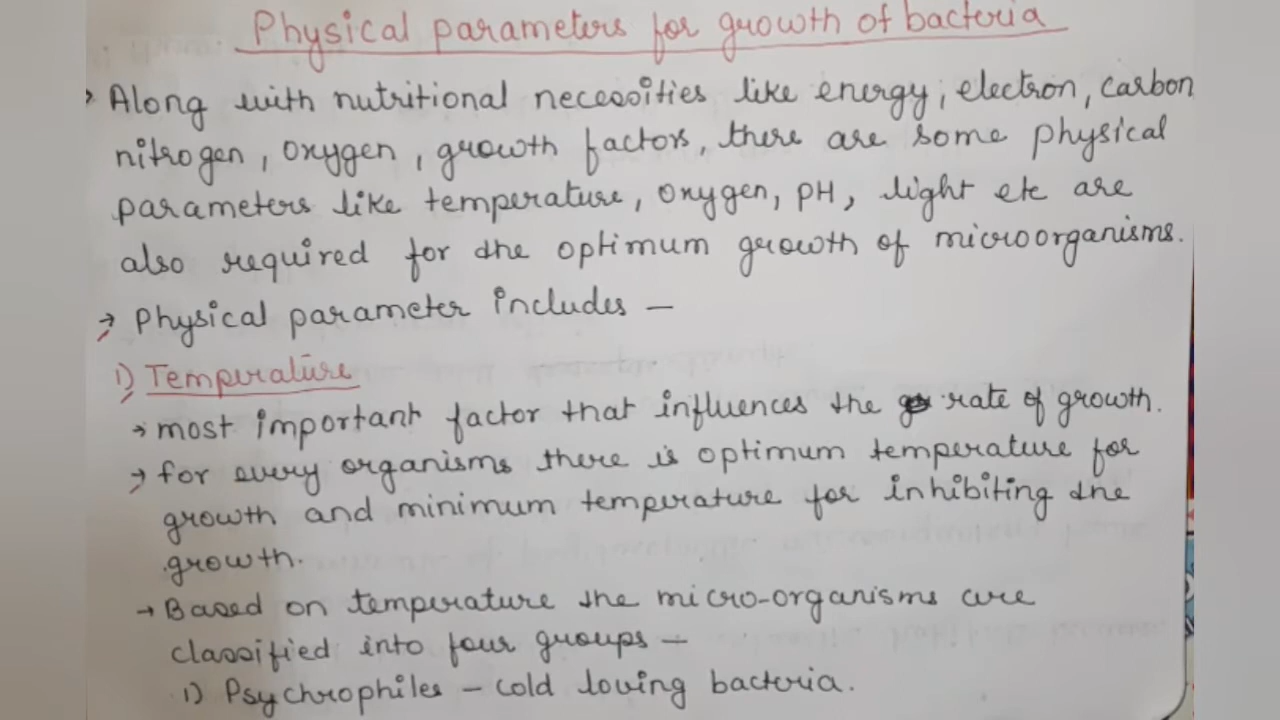 Physical parameters for growth of bacteria
Along with nutritional necessities like energy, electron, carbon
nitrogen, oxygen, growth factors, there are some physical
parameters like temperature, oxygen, PH, light etc are
also required for the optimum growth of microorganisms.
→ Physical parameter includes —
1) Temperature
→ most important factor that influences the rate of growth.
→ for every organisms there is optimum temperature for
growth and minimum temperature for inhibiting the
growth.
→ Based on temperature the micro-organisms are
classified into four groups —
1) Psychrophiles – cold loving bacteria.